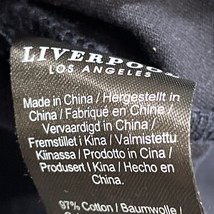 LIVERPOOL
LOS ANGELES
Made in China / Hergestellt in
China / Fabriqué en Chine /
Vervaardigd in China /
Fremstillet i Kina / Valmistettu
Kiinassa / Prodotto in Cina /
Produsert I Kina / Hecho en
China.
97% Cotton / Baumwolle /